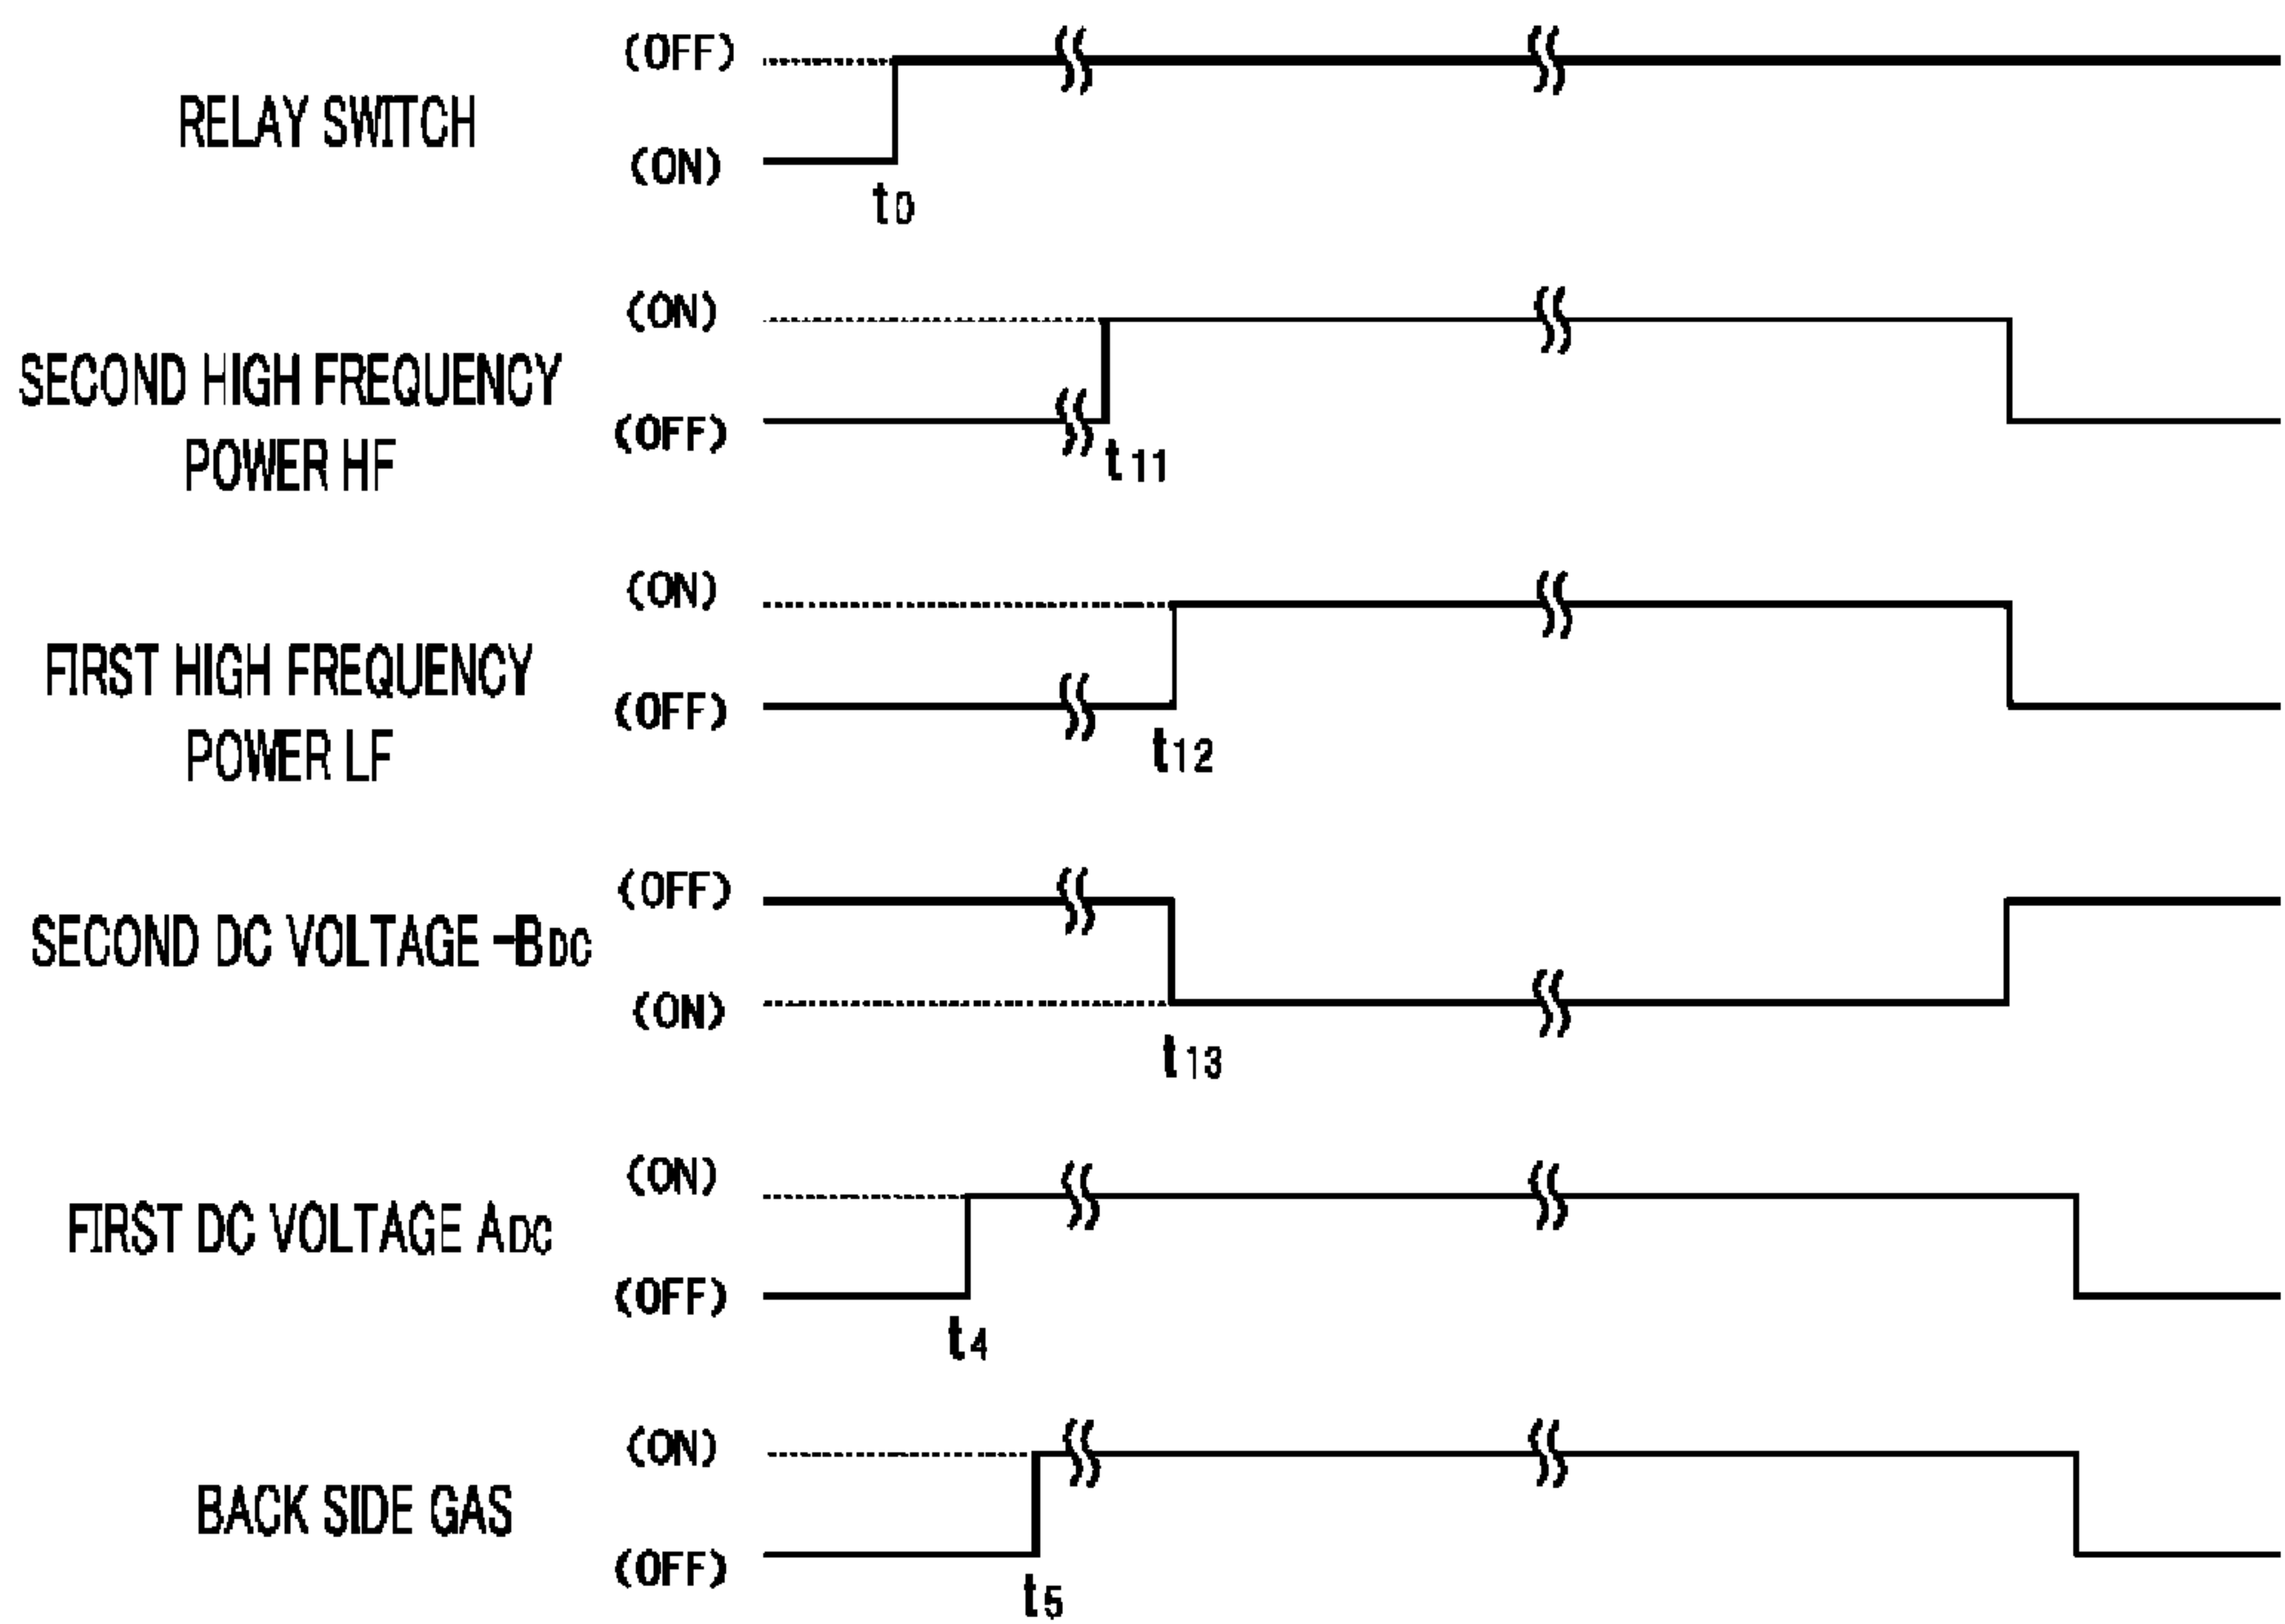 (OFF)
RELAY SWITCH
(ON)
t0
(ON)
SECOND HIGH FREQUENCY
POWER HF
(OFF)
t11
(ON)
FIRST HIGH FREQUENCY
POWER LF
(OFF)
t12
(OFF)
SECOND DC VOLTAGE -BDC
(ON)
t13
(ON)
FIRST DC VOLTAGE ADC
(OFF)
t4
(ON)
BACK SIDE GAS
(OFF)
t5